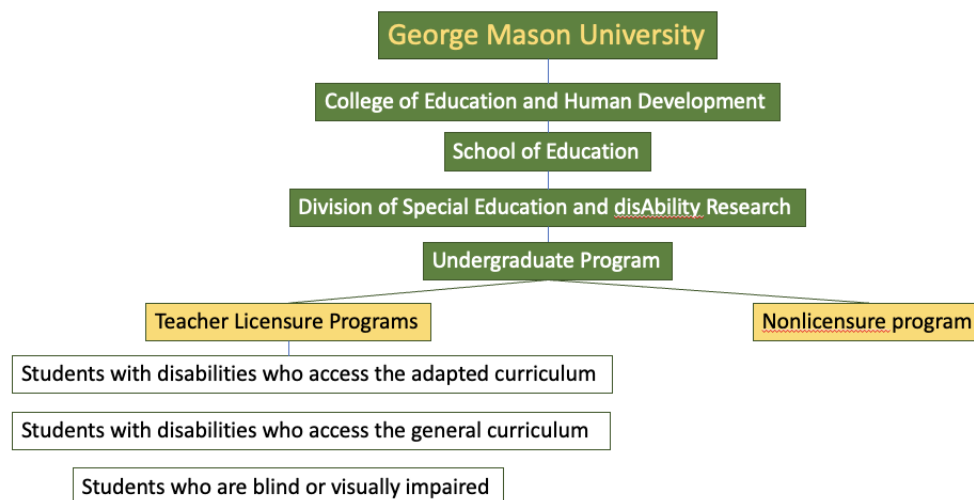 George Mason University
College of Education and Human Development
School of Education
Division of Special Education and disAbility Research
Undergraduate Program
Teacher Licensure Programs
Nonlicensure program
Students with disabilities who access the adapted curriculum
Students with disabilities who access the general curriculum
Students who are blind or visually impaired